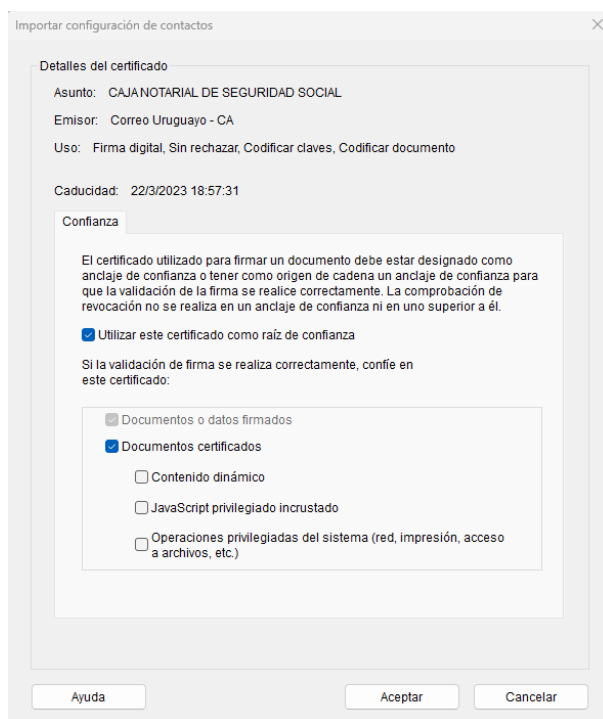 Importar configuración de contactos
Detalles del certificado
Asunto: CAJA NOTARIAL DE SEGURIDAD SOCIAL
Emisor: Correo Uruguayo - CA
Uso: Firma digital, Sin rechazar, Codificar claves, Codificar documento
Caducidad: 22/3/2023 18:57:31
Confianza
El certificado utilizado para firmar un documento debe estar designado como
anclaje de confianza o tener como origen de cadena un anclaje de confianza para
que la validación de la firma se realice correctamente. La comprobación de
revocación no se realiza en un anclaje de confianza ni en uno superior a él.
Utilizar este certificado como raíz de confianza
Si la validación de firma se realiza correctamente, confíe en
este certificado:
Documentos o datos firmados
Documentos certificados
Contenido dinámico
JavaScript privilegiado incrustado
Operaciones privilegiadas del sistema (red, impresión, acceso
a archivos, etc.)
Ayuda
Aceptar
Cancelar